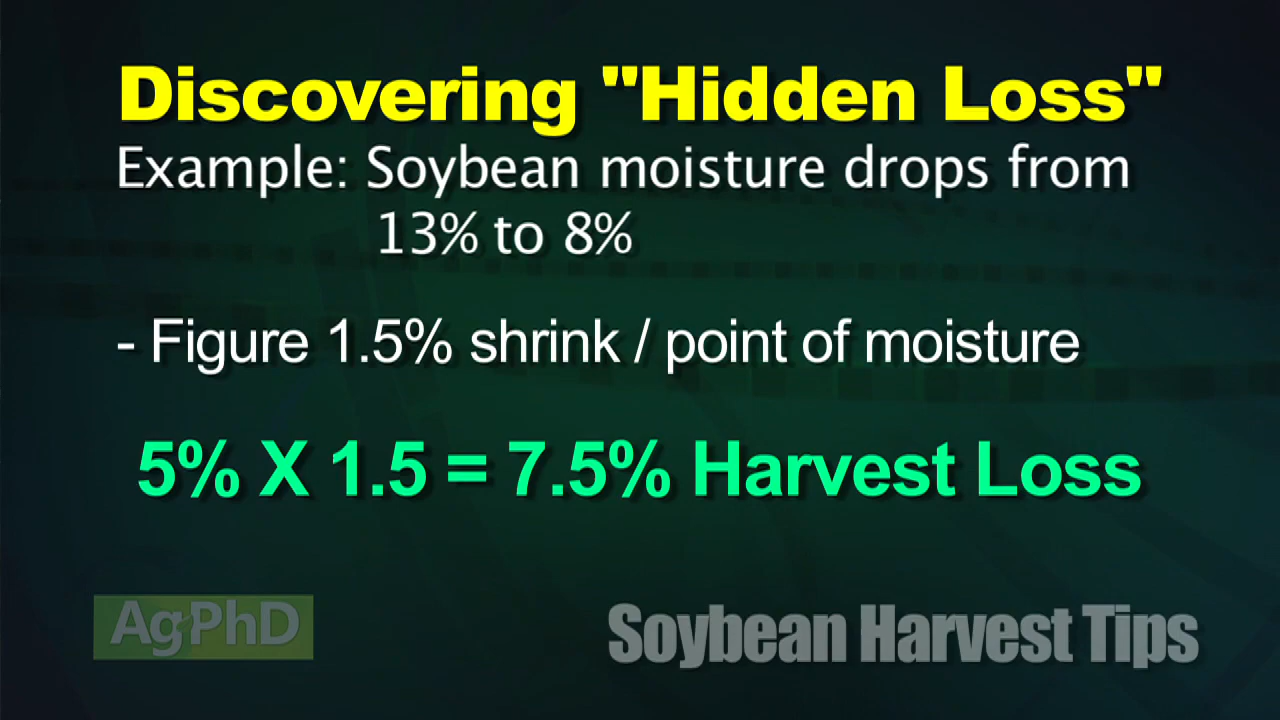 Discovering "Hidden Loss"
Example: Soybean moisture drops from
13% to 8%
- Figure 1.5% shrink / point of moisture
5% X 1.5 = 7.5% Harvest Loss
AgPhD
Soybean Harvest Tips